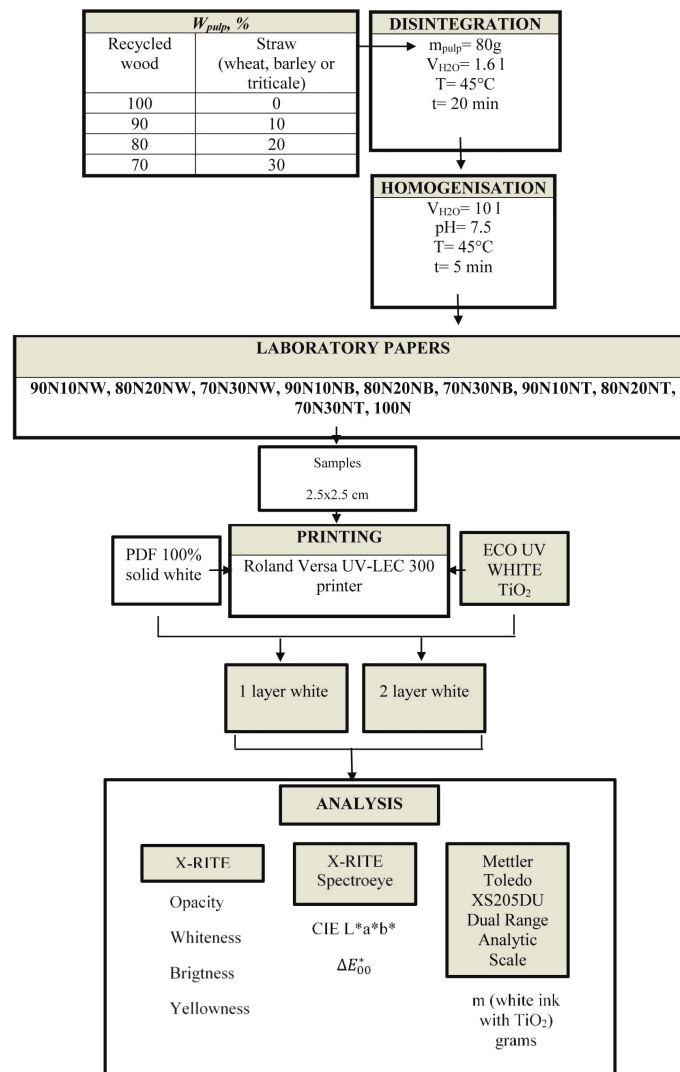 W_pulp, %
Recycled wood
Straw (wheat, barley or triticale)
100 0
90 10
80 20
70 30
DISINTEGRATION
m_pulp= 80g
V_H2O= 1.6 l
T= 45°C
t= 20 min
HOMOGENISATION
V_H2O= 10 l
pH= 7.5
T= 45°C
t= 5 min
LABORATORY PAPERS
90N10NW, 80N20NW, 70N30NW, 90N10NB, 80N20NB, 70N30NB, 90N10NT, 80N20NT,
70N30NT, 100N
Samples
2.5x2.5 cm
PDF 100%
solid white
PRINTING
Roland Versa UV-LEC 300
printer
ECO UV
WHITE
TiO₂
1 layer white
2 layer white
ANALYSIS
X-RITE
Opacity
Whiteness
Brigtness
Yellowness
X-RITE
Spectroeye
CIE L*a*b*
ΔE*₀₀
Mettler
Toledo
XS205DU
Dual Range
Analytic
Scale
m (white ink
with TiO₂)
grams